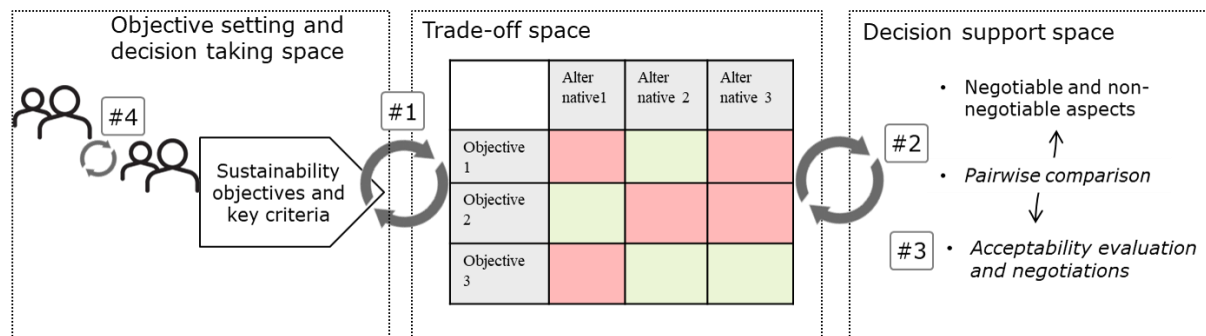 Objective setting and
decision taking space
#4
Sustainability
objectives and
key criteria
#1
Trade-off space
Alter
native1
Alter
native 2
Alter
native 3
Objective
1
Objective
2
Objective
3
Decision support space
#2
• Negotiable and non-
negotiable aspects
• Pairwise comparison
#3
• Acceptability evaluation
and negotiations